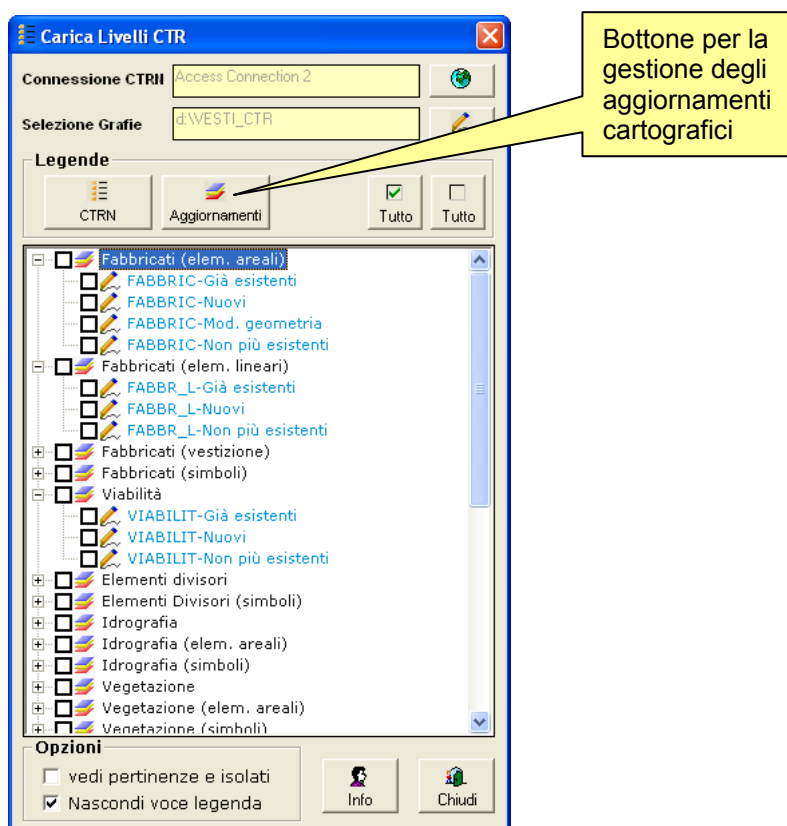 Carica Livelli CTR
Connessione CTRN Access Connection 2
Selezione Grafie d:\VESTI_CTR
Legende
CTRN Aggiornamenti Tutto Tutto
Fabbricati (elem. areali)
FABBRIC-Già esistenti
FABBRIC-Nuovi
FABBRIC-Mod. geometria
FABBRIC-Non più esistenti
Fabbricati (elem. lineari)
FABBR_L-Già esistenti
FABBR_L-Nuovi
FABBR_L-Non più esistenti
Fabbricati (vestizione)
Fabbricati (simboli)
Viabilità
VIABILIT-Già esistenti
VIABILIT-Nuovi
VIABILIT-Non più esistenti
Elementi divisori
Elementi Divisori (simboli)
Idrografia
Idrografia (elem. areali)
Idrografia (simboli)
Vegetazione
Vegetazione (elem. areali)
Vegetazione (simboli)
Opzioni
vedi pertinenze e isolati
Nascondi voce legenda
Info Chiudi
Bottone per la
gestione degli
aggiornamenti
cartografici